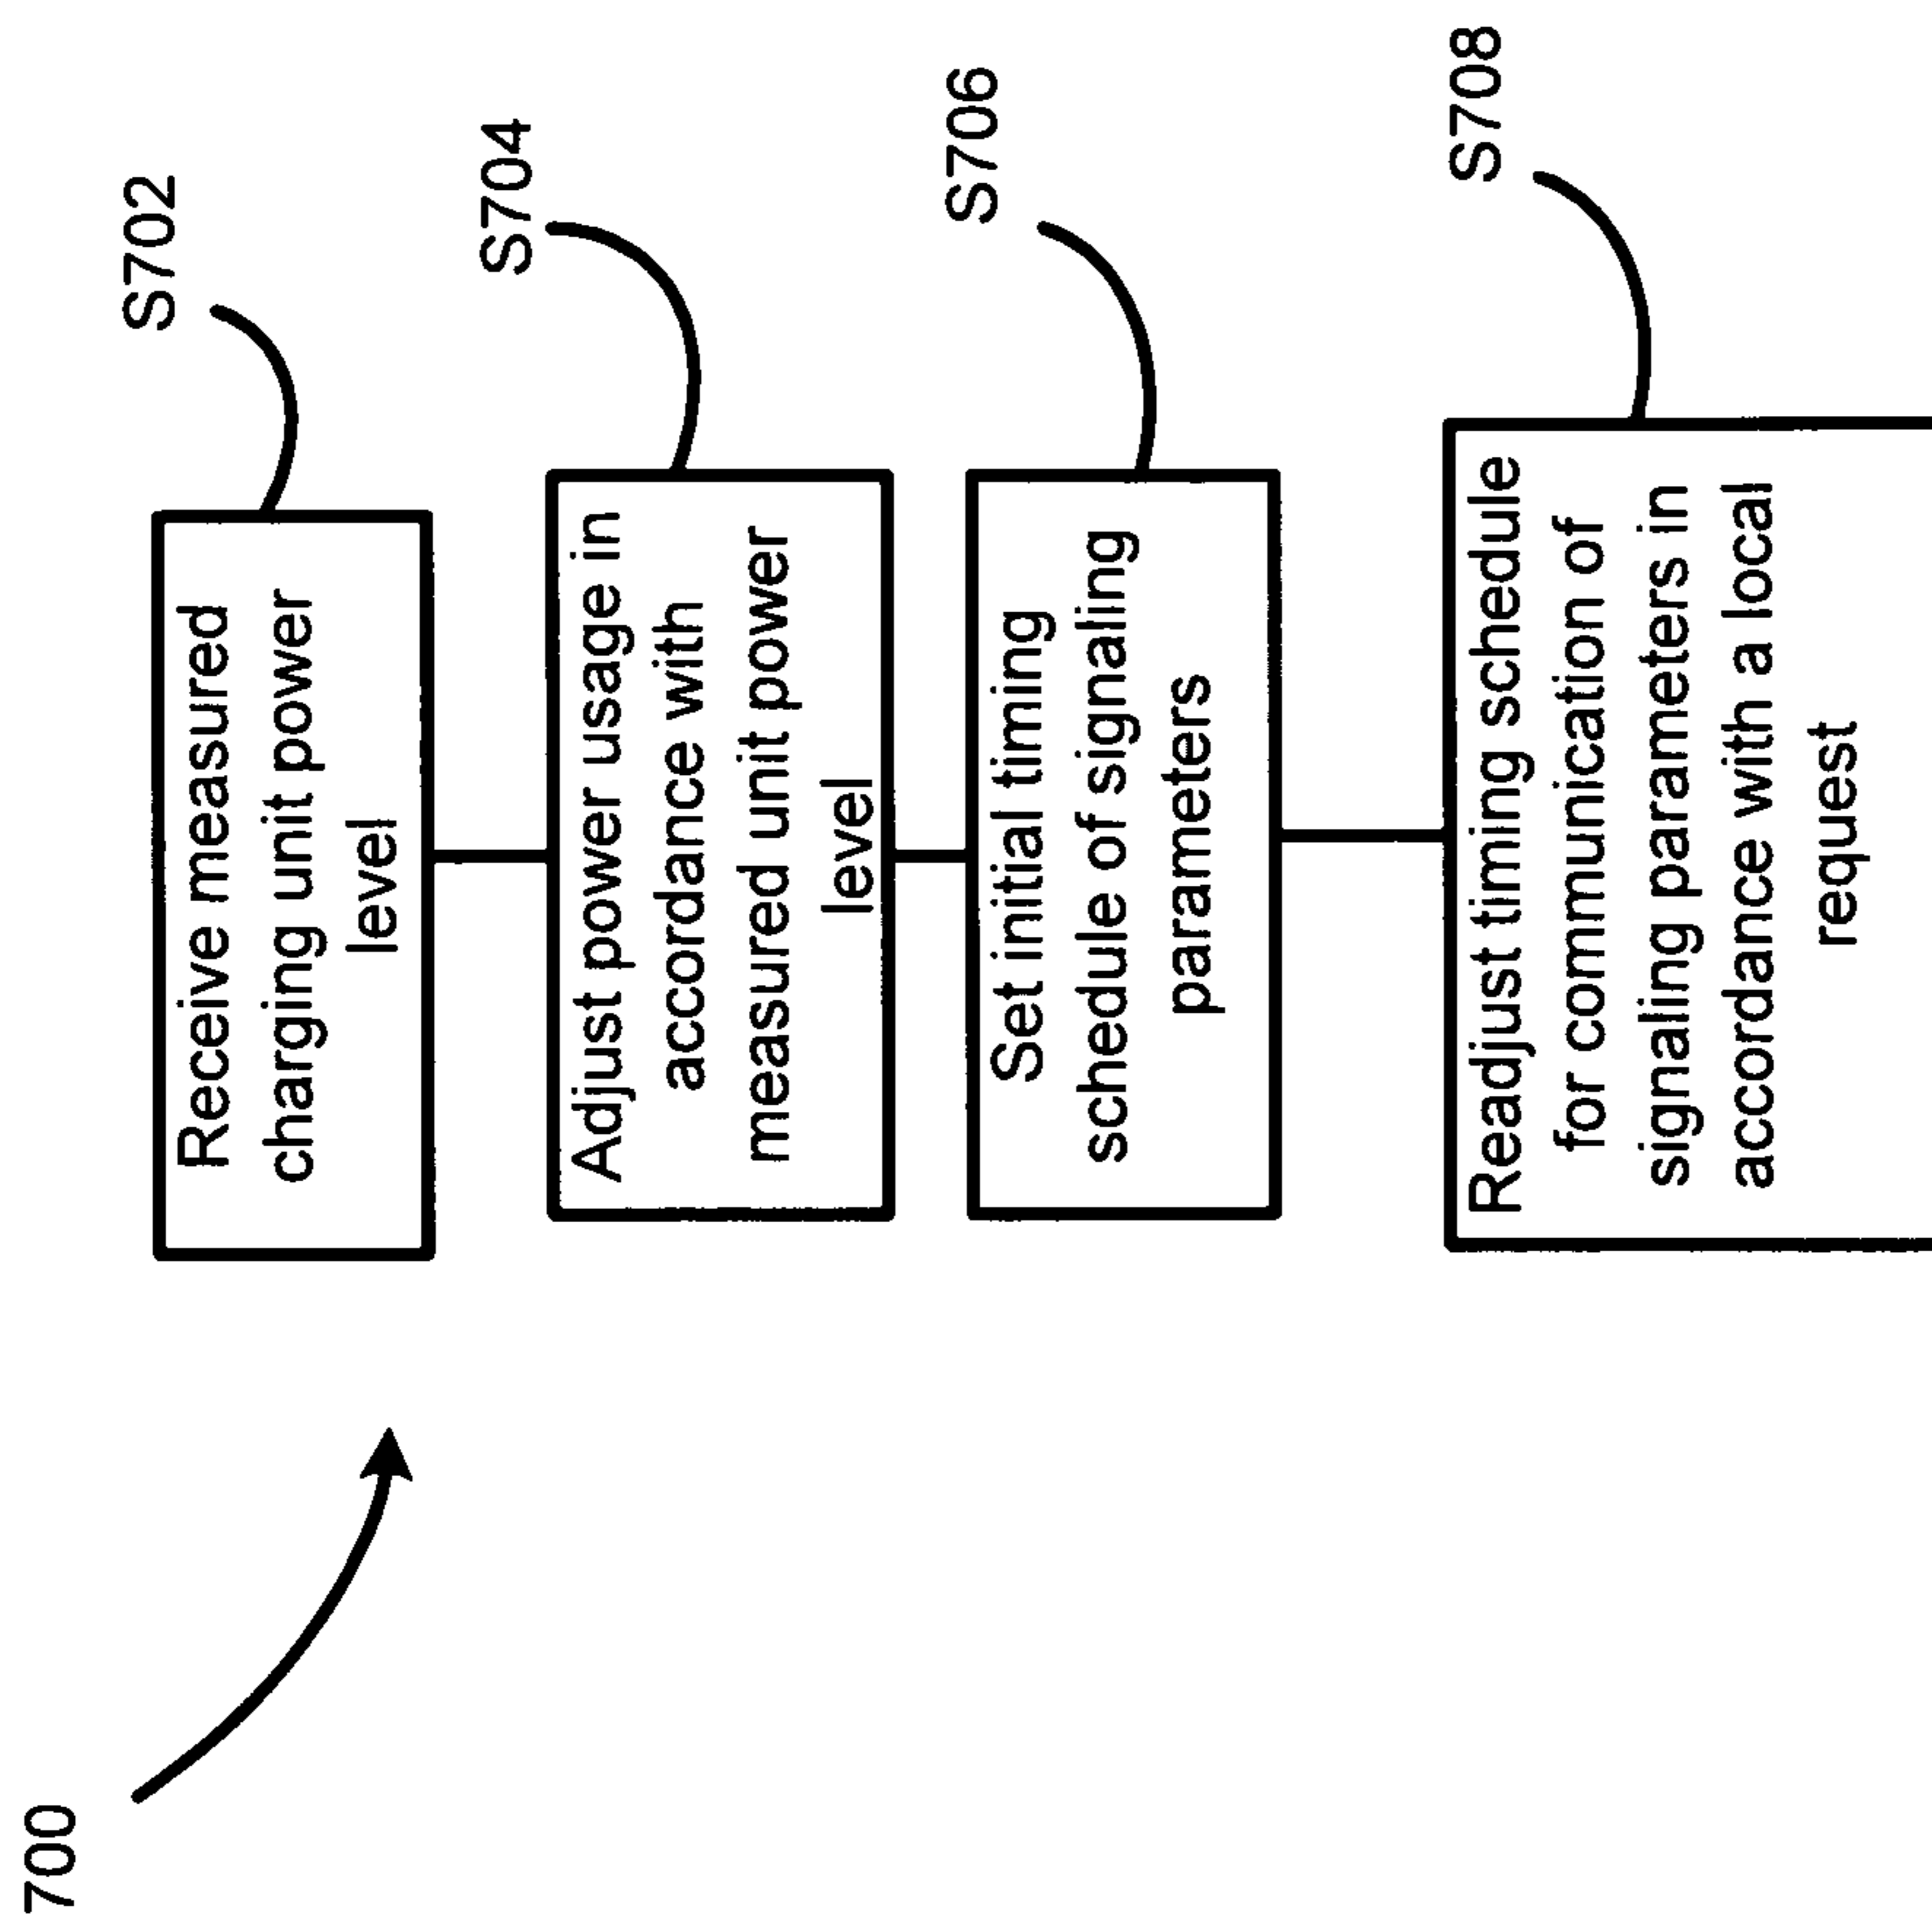 700
S702
Receive measured
charging unit power
level
S704
Adjust power usage in
accordance with
measured unit power
level
S706
Set initial timing
schedule of signaling
parameters
S708
Readjust timing schedule
for communication of
signaling parameters in
accordance with a local
request